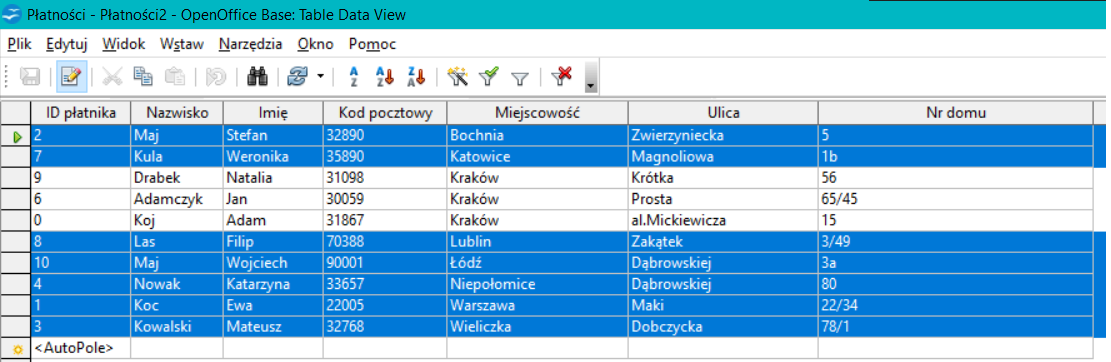 Płatności - Płatności2 - OpenOffice Base: Table Data View
Plik Edytuj Widok Wstaw Narzędzia Okno Pomoc
ID płatnika Nazwisko Imię Kod pocztowy Miejscowość Ulica Nr domu
2 Maj Stefan 32890 Bochnia Zwierzyniecka 5
7 Kula Weronika 35890 Katowice Magnoliowa 1b
9 Drabek Natalia 31098 Kraków Krótka 56
6 Adamczyk Jan 30059 Kraków Prosta 65/45
0 Koj Adam 31867 Kraków al.Mickiewicza 15
8 Las Filip 70388 Lublin Zakątek 3/49
10 Maj Wojciech 90001 Łódź Dąbrowskiej 3a
4 Nowak Katarzyna 33657 Niepołomice Dąbrowskiej 80
1 Koc Ewa 22005 Warszawa Maki 22/34
3 Kowalski Mateusz 32768 Wieliczka Dobczycka 78/1
<AutoPole>